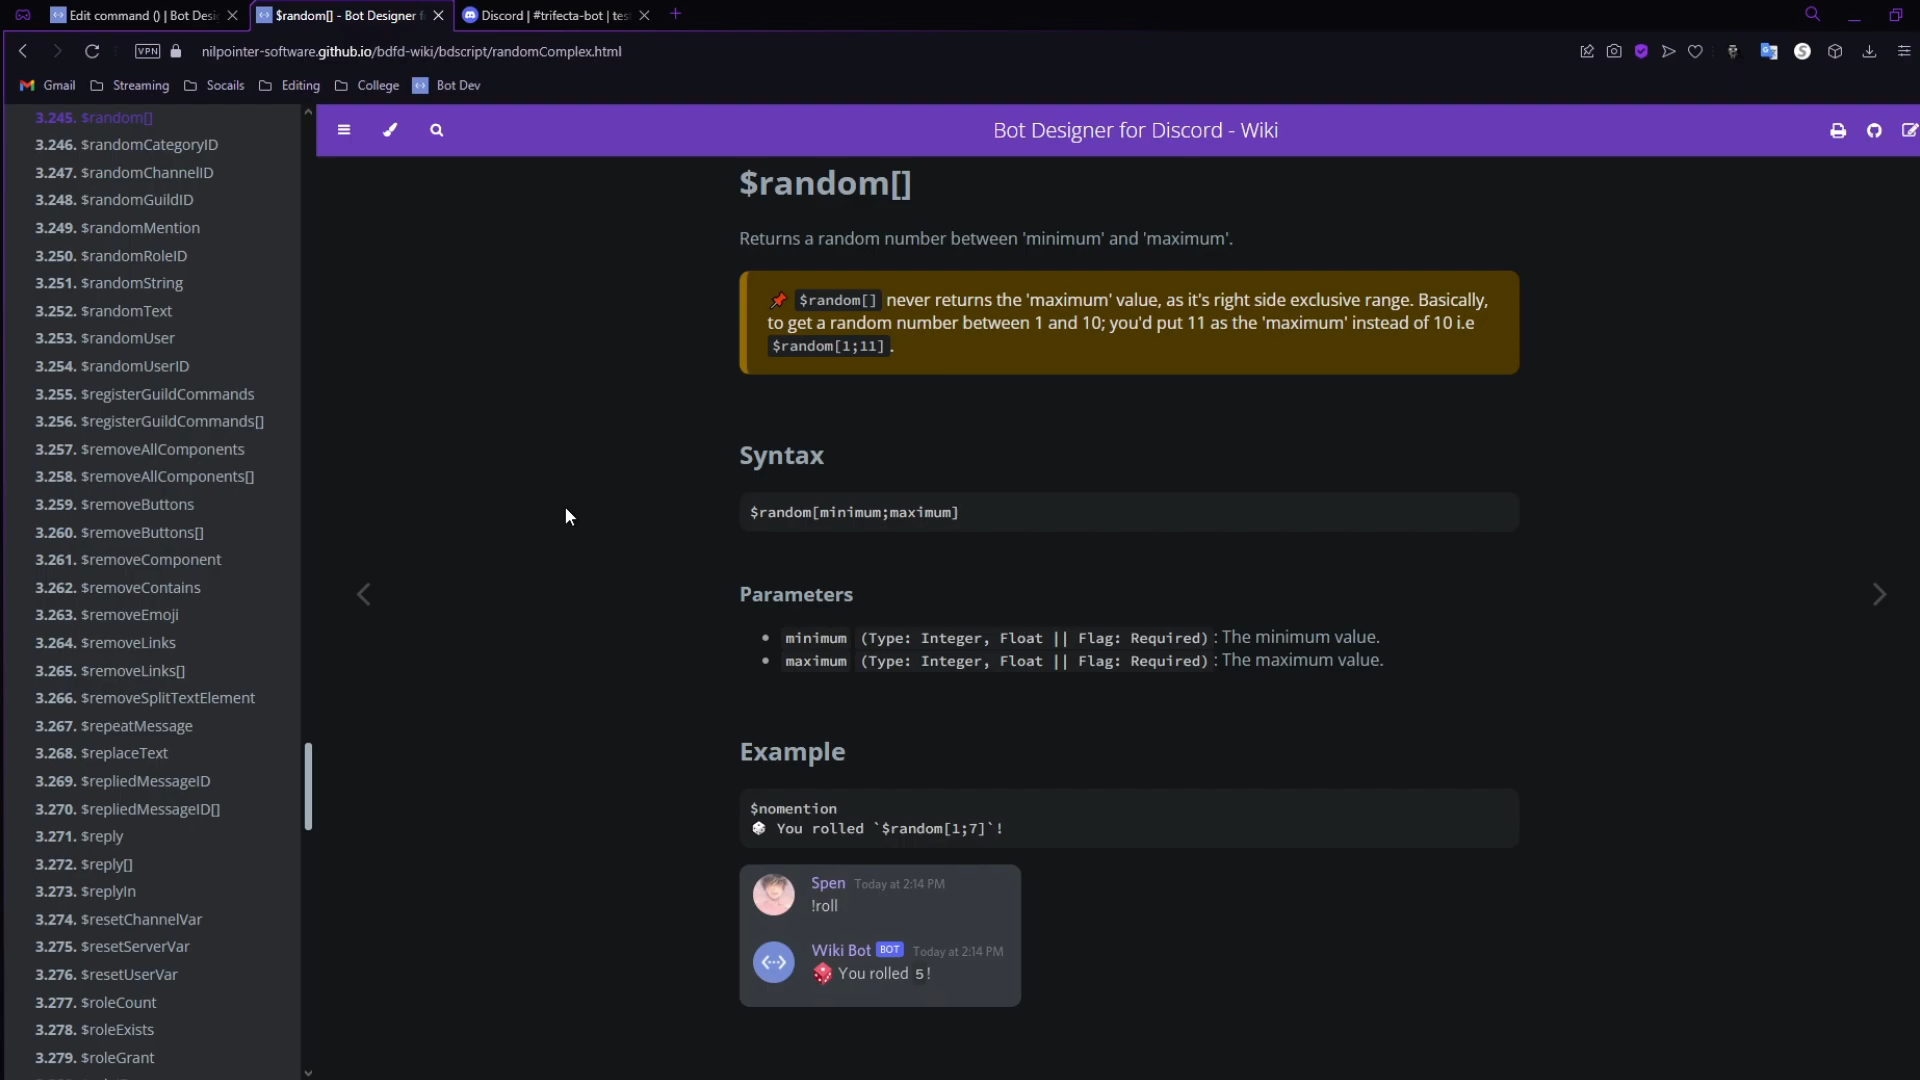 Edit command () | Bot Desi
$random[] - Bot Designer f
Discord | #trifecta-bot | tes
VPN
nilpointer-software.github.io/bdfd-wiki/bdscript/randomComplex.html
Gmail
Streaming
Socails
Editing
College
Bot Dev
3.245. $random[]
3.246. $randomCategoryID
3.247. $randomChannelID
3.248. $randomGuildID
3.249. $randomMention
3.250. $randomRoleID
3.251. $randomString
3.252. $randomText
3.253. $randomUser
3.254. $randomUserID
3.255. $registerGuildCommands
3.256. $registerGuildCommands[]
3.257. $removeAllComponents
3.258. $removeAllComponents[]
3.259. $removeButtons
3.260. $removeButtons[]
3.261. $removeComponent
3.262. $removeContains
3.263. $removeEmoji
3.264. $removeLinks
3.265. $removeLinks[]
3.266. $removeSplitTextElement
3.267. $repeatMessage
3.268. $replaceText
3.269. $repliedMessageID
3.270. $repliedMessageID[]
3.271. $reply
3.272. $reply[]
3.273. $replyIn
3.274. $resetChannelVar
3.275. $resetServerVar
3.276. $resetUserVar
3.277. $roleCount
3.278. $roleExists
3.279. $roleGrant
Bot Designer for Discord - Wiki
$random[]
Returns a random number between 'minimum' and 'maximum'.
📌 $random[] never returns the 'maximum' value, as it's right side exclusive range. Basically,
to get a random number between 1 and 10; you'd put 11 as the 'maximum' instead of 10 i.e
$random[1;11].
Syntax
$random[minimum;maximum]
Parameters
• minimum (Type: Integer, Float || Flag: Required): The minimum value.
• maximum (Type: Integer, Float || Flag: Required): The maximum value.
Example
$nomention
🎲 You rolled `$random[1;7]`!
Spen Today at 2:14 PM
!roll
Wiki Bot BOT Today at 2:14 PM
🎲 You rolled 5!